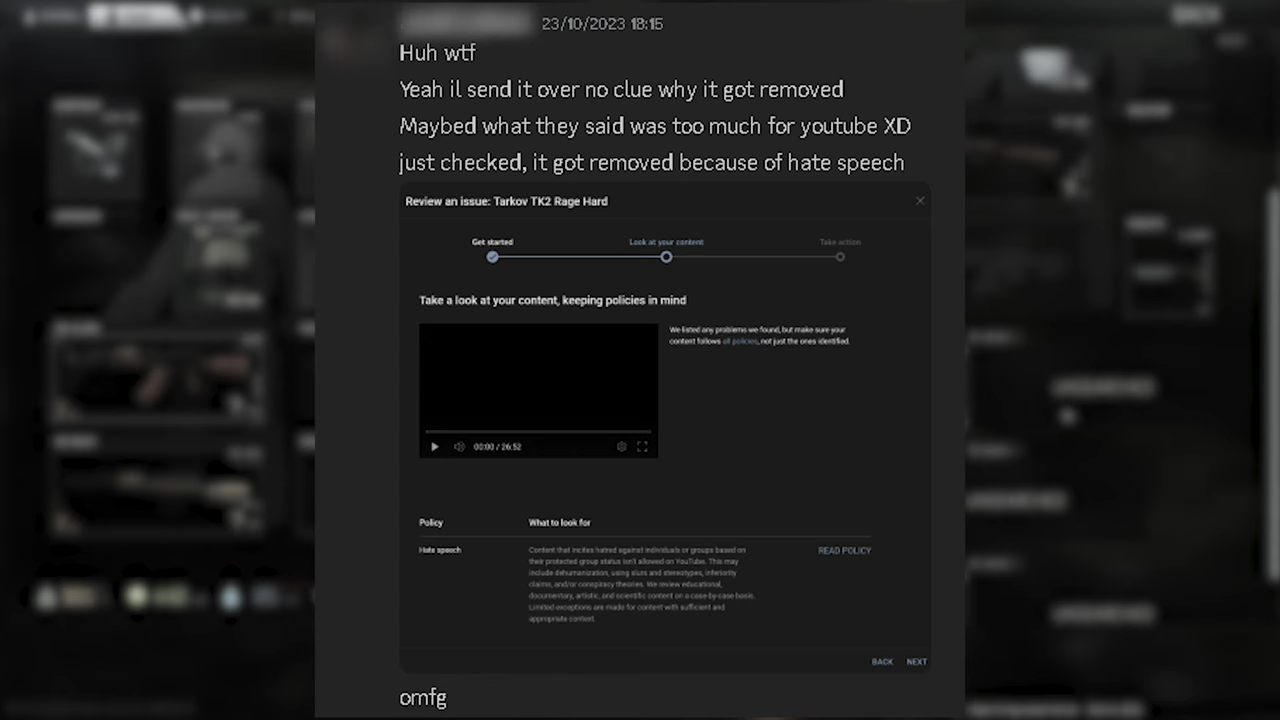 23/10/2023 18:15
Huh wtf
Yeah il send it over no clue why it got removed
Maybed what they said was too much for youtube XD
just checked, it got removed because of hate speech
Review an issue: Tarkov TK2 Rage Hard
Get started
Look at your content
Take action
Take a look at your content, keeping policies in mind
We listed any problems we found, but make sure your
content follows all policies, not just the ones identified.
00:00 / 26:52
Policy
What to look for
Hate speech
Content that incites hatred against individuals or groups based on
their protected group status isn't allowed on YouTube. This may
include dehumanization, using slurs and stereotypes, inferiority
claims, and/or conspiracy theories. We review educational,
documentary, artistic, and scientific content on a case-by-case basis.
Limited exceptions are made for content with sufficient and
appropriate context.
READ POLICY
BACK
NEXT
omfg